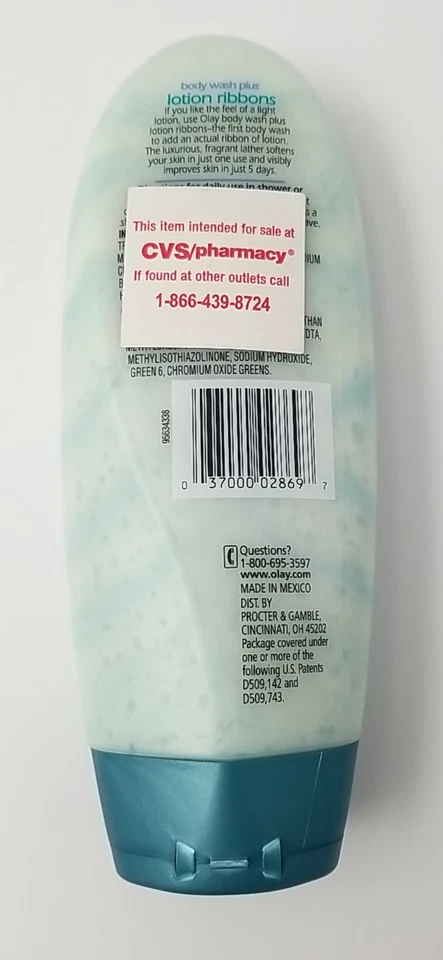 body wash plus
lotion ribbons
If you like the feel of a light
lotion, use Olay body wash plus
lotion ribbons–the first body wash
to add an actual ribbon of lotion.
The luxurious, fragrant lather softens
your skin in just one use and visibly
improves skin in just 5 days.
for daily use in shower or
This item intended for sale at
CVS/pharmacy®
If found at other outlets call
1-866-439-8724
METHYLISOTHIAZOLINONE, SODIUM HYDROXIDE,
GREEN 6, CHROMIUM OXIDE GREENS.
95634338
0 37000 02869 7
Questions?
1-800-695-3597
www.olay.com
MADE IN MEXICO
DIST. BY
PROCTER & GAMBLE,
CINCINNATI, OH 45202
Package covered under
one or more of the
following U.S. Patents
D509,142 and
D509,743.